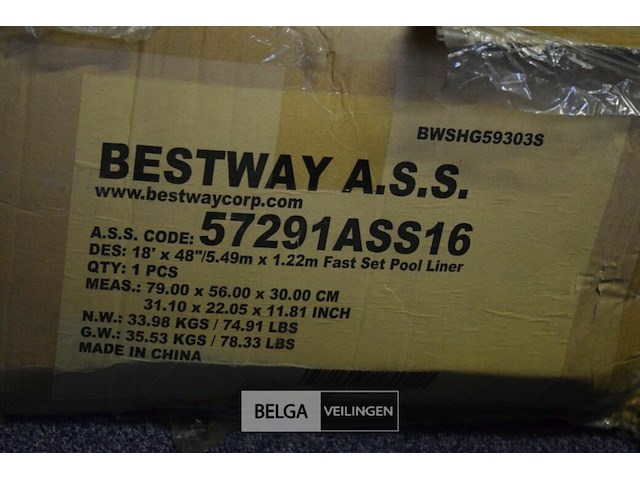 BWSHG59303S
BESTWAY A.S.S.
www.bestwaycorp.com
A.S.S. CODE: 57291ASS16
DES: 18' x 48"/5.49m x 1.22m Fast Set Pool Liner
QTY: 1 PCS
MEAS.: 79.00 x 56.00 x 30.00 CM
31.10 x 22.05 x 11.81 INCH
N.W.: 33.98 KGS / 74.91 LBS
G.W.: 35.53 KGS / 78.33 LBS
MADE IN CHINA
BELGA VEILINGEN